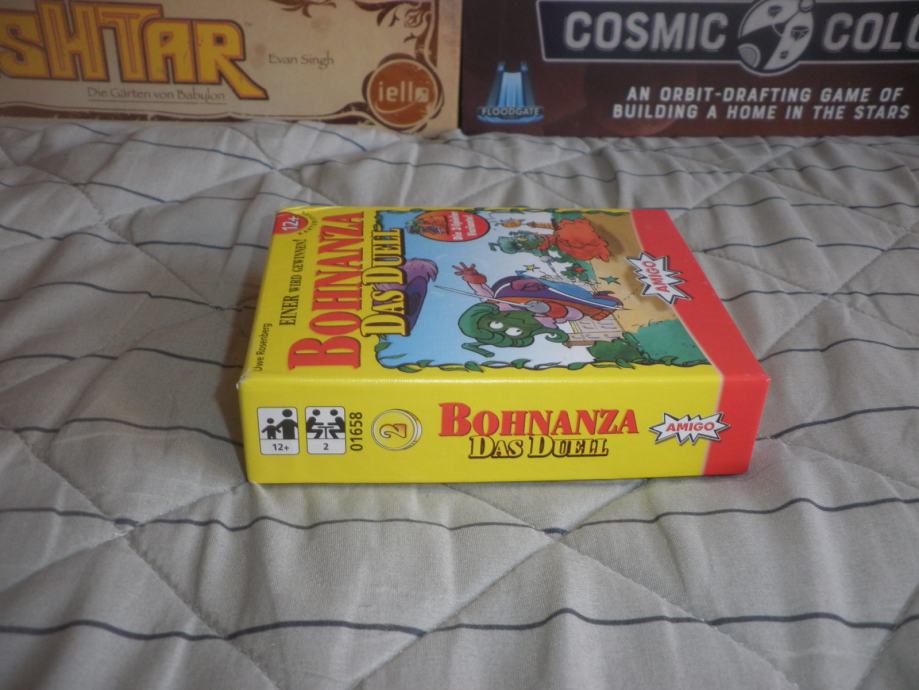 SHTAR
Evan Singh
Die Gärten von Babylon
iello
COSMIC COLO
FLOODGATE
AN ORBIT-DRAFTING GAME OF
BUILDING A HOME IN THE STARS
12+
Uwe Rosenberg
EINER WIRD GEWINNEN!
BOHNANZA
DAS DUELL
AMIGO
12+
2
01658
2
BOHNANZA
DAS DUELL
AMIGO